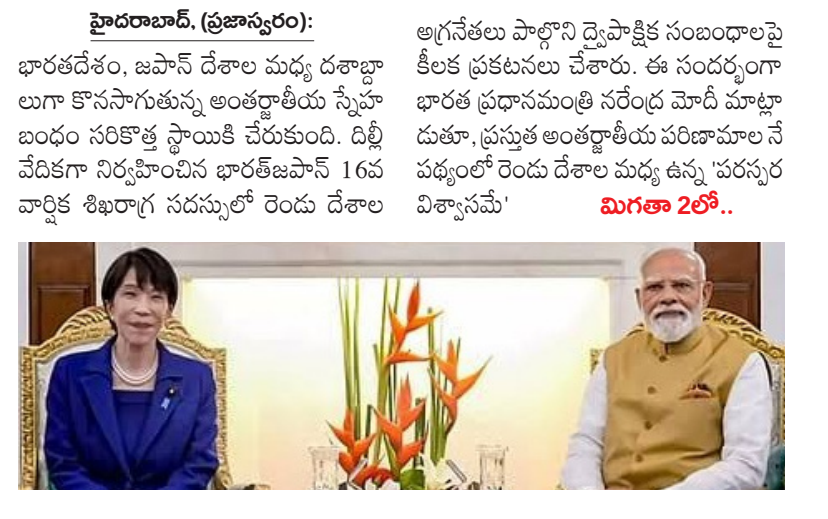 హైదరాబాద్, (ప్రజాస్వరం):
భారతదేశం, జపాన్ దేశాల మధ్య దశాబ్దా
లుగా కొనసాగుతున్న అంతర్జాతీయ స్నేహ
బంధం సరికొత్త స్థాయికి చేరుకుంది. దిల్లీ
వేదికగా నిర్వహించిన భారత్‌జపాన్ 16వ
వార్షిక శిఖరాగ్ర సదస్సులో రెండు దేశాల
అగ్రనేతలు పాల్గొని ద్వైపాక్షిక సంబంధాలపై
కీలక ప్రకటనలు చేశారు. ఈ సందర్భంగా
భారత ప్రధానమంత్రి నరేంద్ర మోదీ మాట్లా
డుతూ, ప్రస్తుత అంతర్జాతీయ పరిణామాల నే
పథ్యంలో రెండు దేశాల మధ్య ఉన్న 'పరస్పర
విశ్వాసమే' మిగతా 2లో..